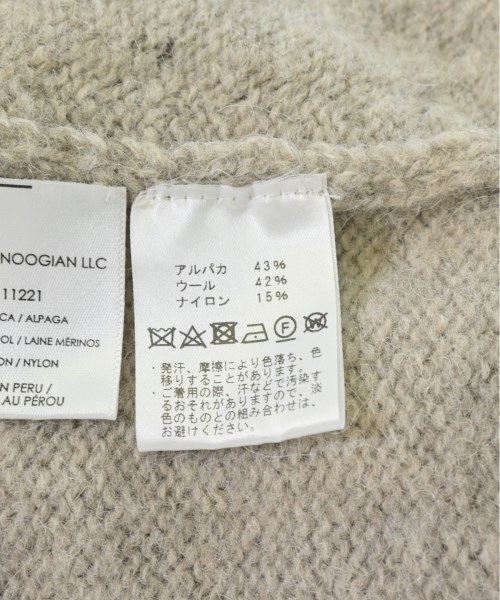 NOOGIAN LLC
11221
CA / ALPAGA
OL / LAINE MÉRINOS
ON / NYLON
N PERU /
AU PÉROU
アルパカ 43%
ウール 42%
ナイロン 15%
・発汗、摩擦により色落ち、色
移りすることがあります。
・ご着用の際、汗などで汚染す
るおそれがありますので、淡
色のものとの組み合わせは、
お避けください。